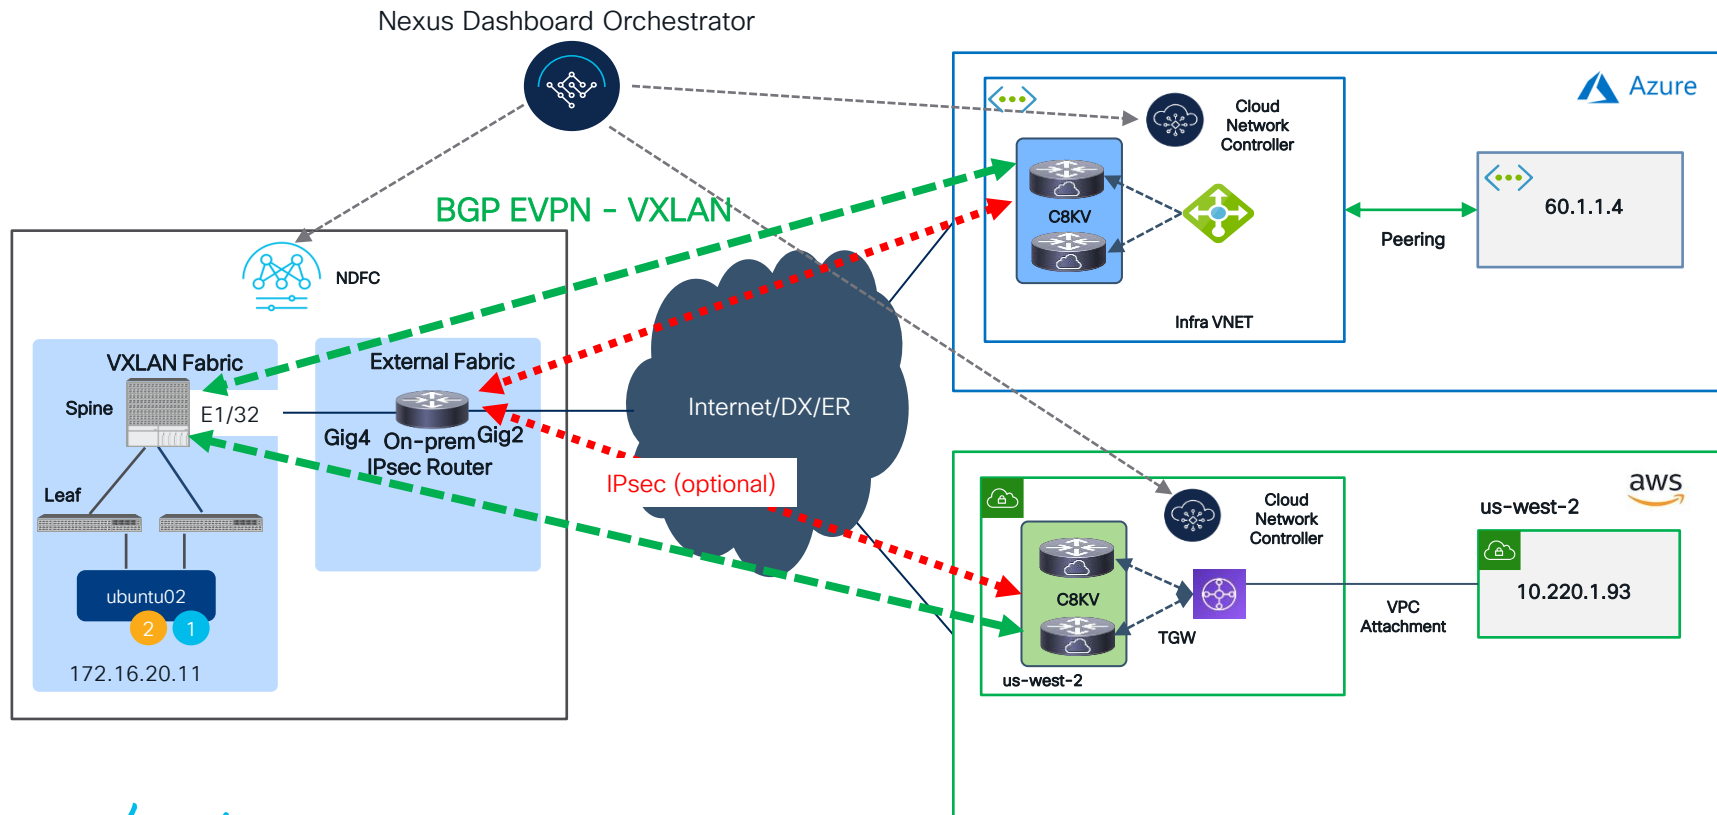 Nexus Dashboard Orchestrator
Azure
Cloud
Network
Controller
C8KV
60.1.1.4
Peering
Infra VNET
BGP EVPN - VXLAN
NDFC
VXLAN Fabric
External Fabric
Spine
E1/32
Gig4
On-prem
Gig2
IPsec Router
Internet/DX/ER
IPsec (optional)
Leaf
ubuntu02
2
1
172.16.20.11
aws
us-west-2
Cloud
Network
Controller
C8KV
10.220.1.93
VPC
Attachment
TGW
us-west-2